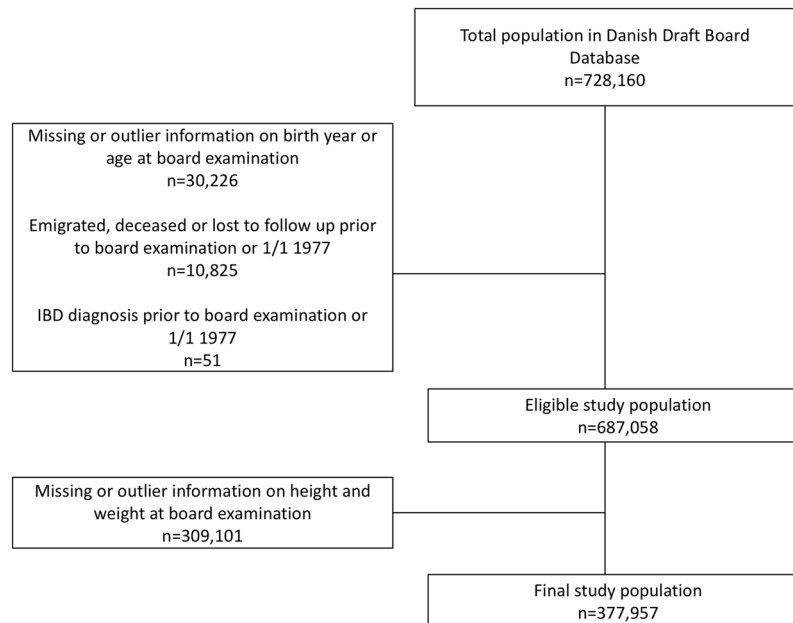 Total population in Danish Draft Board
Database
n=728,160
Missing or outlier information on birth year or
age at board examination
n=30,226
Emigrated, deceased or lost to follow up prior
to board examination or 1/1 1977
n=10,825
IBD diagnosis prior to board examination or
1/1 1977
n=51
Eligible study population
n=687,058
Missing or outlier information on height and
weight at board examination
n=309,101
Final study population
n=377,957